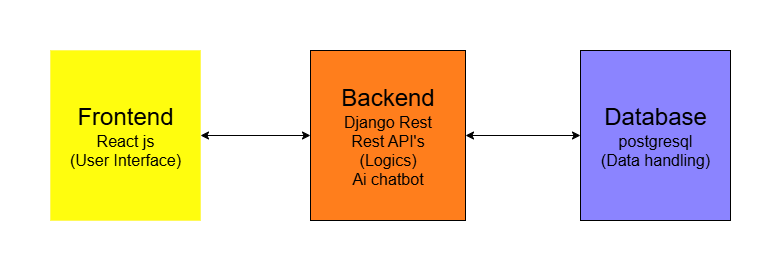 Frontend
React js
(User Interface)
Backend
Django Rest
Rest API's
(Logics)
Ai chatbot
Database
postgresql
(Data handling)